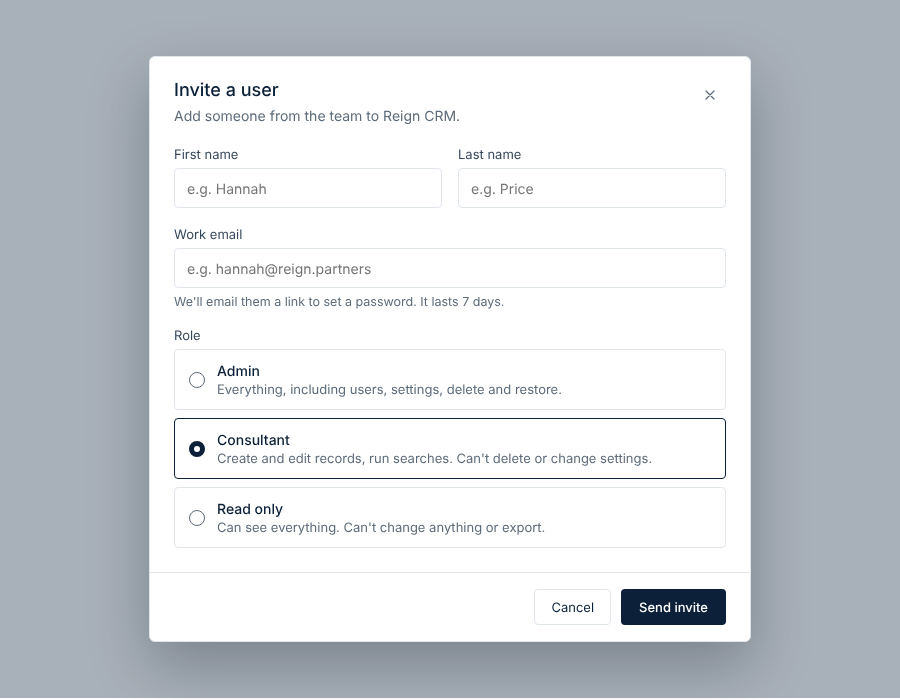 Invite a user
Add someone from the team to Reign CRM.
First name
Last name
e.g. Hannah
e.g. Price
Work email
e.g. hannah@reign.partners
We'll email them a link to set a password. It lasts 7 days.
Role
Admin
Everything, including users, settings, delete and restore.
Consultant
Create and edit records, run searches. Can't delete or change settings.
Read only
Can see everything. Can't change anything or export.
Cancel
Send invite